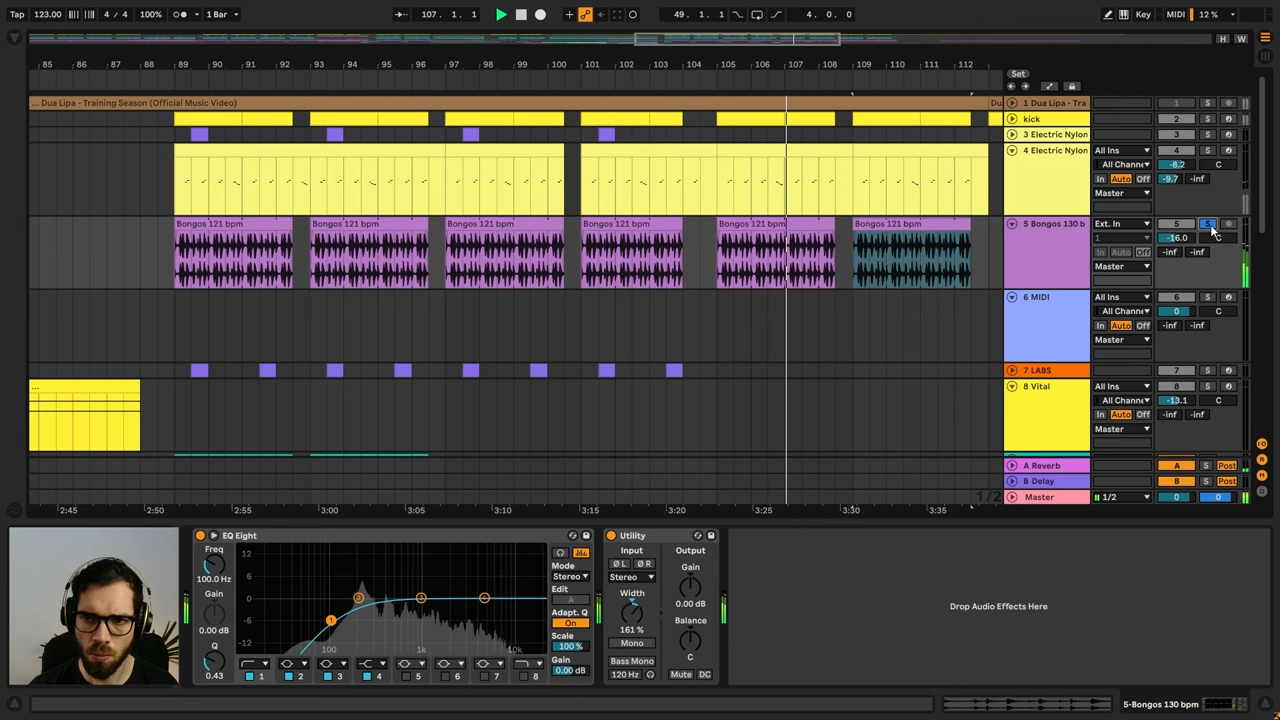 Tap 123.00 4 / 4 100% 1 Bar 107. 1. 1 49. 1. 1 4. 0. 0 Key MIDI 12 %
H W
85 86 87 88 89 90 91 92 93 94 95 96 97 98 99 100 101 102 103 104 105 106 107 108 109 110 111 112
Set
... Dua Lipa - Training Season (Official Music Video) Du 1 Dua Lipa - Tra 1 S
kick 2 S
3 Electric Nylon 3 S
4 Electric Nylon All Ins 4 S
All Channe -8.2 C
In Auto Off -9.7 -inf
Master
Bongos 121 bpm Bongos 121 bpm Bongos 121 bpm Bongos 121 bpm Bongos 121 bpm Bongos 121 bpm 5 Bongos 130 b Ext. In 5 S
1 -16.0 C
In Auto Off -inf -inf
Master
6 MIDI All Ins 6 S
All Channe 0 C
In Auto Off -inf -inf
Master
7 LABS 7 S
... 8 Vital All Ins 8 S
All Channe -13.1 C
In Auto Off -inf -inf
Master
A Reverb A S Post
B Delay B S Post
1/2 Master 1/2 0 0
2:45 2:50 2:55 3:00 3:05 3:10 3:15 3:20 3:25 3:30 3:35
EQ Eight
Freq
100.0 Hz
Gain
0.00 dB
Q
0.43
12
6
0
-6
-12
100 1k 10k
1 2 3 4
1 2 3 4 5 6 7 8
Mode
Stereo
Edit
A
Adapt. Q
On
Scale
100 %
Gain
0.00 dB
Utility
Input Output
Ø L Ø R Gain
Stereo
Width 0.00 dB
161 % Balance
Mono
Bass Mono C
120 Hz Mute DC
Drop Audio Effects Here
5-Bongos 130 bpm